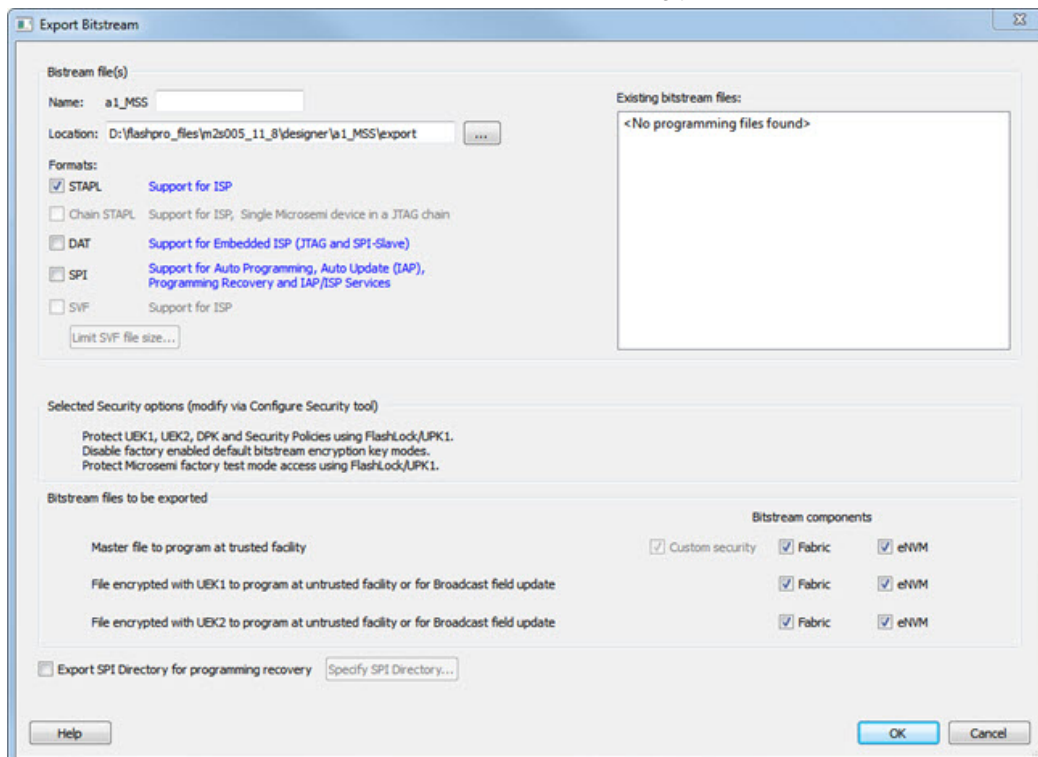 Export Bitstream
Bistream file(s)
Name: a1_MSS
Existing bitstream files:
<No programming files found>
Location: D:\flashpro_files\m2s005_11_8\designer\a1_MSS\export ...
Formats:
STAPL Support for ISP
Chain STAPL Support for ISP, Single Microsemi device in a JTAG chain
DAT Support for Embedded ISP (JTAG and SPI-Slave)
SPI Support for Auto Programming, Auto Update (IAP),
Programming Recovery and IAP/ISP Services
SVF Support for ISP
Limit SVF file size...
Selected Security options (modify via Configure Security tool)
Protect UEK1, UEK2, DPK and Security Policies using FlashLock/UPK1.
Disable factory enabled default bitstream encryption key modes.
Protect Microsemi factory test mode access using FlashLock/UPK1.
Bitstream files to be exported
Bitstream components
Master file to program at trusted facility Custom security Fabric eNVM
File encrypted with UEK1 to program at untrusted facility or for Broadcast field update Fabric eNVM
File encrypted with UEK2 to program at untrusted facility or for Broadcast field update Fabric eNVM
Export SPI Directory for programming recovery Specify SPI Directory...
Help OK Cancel